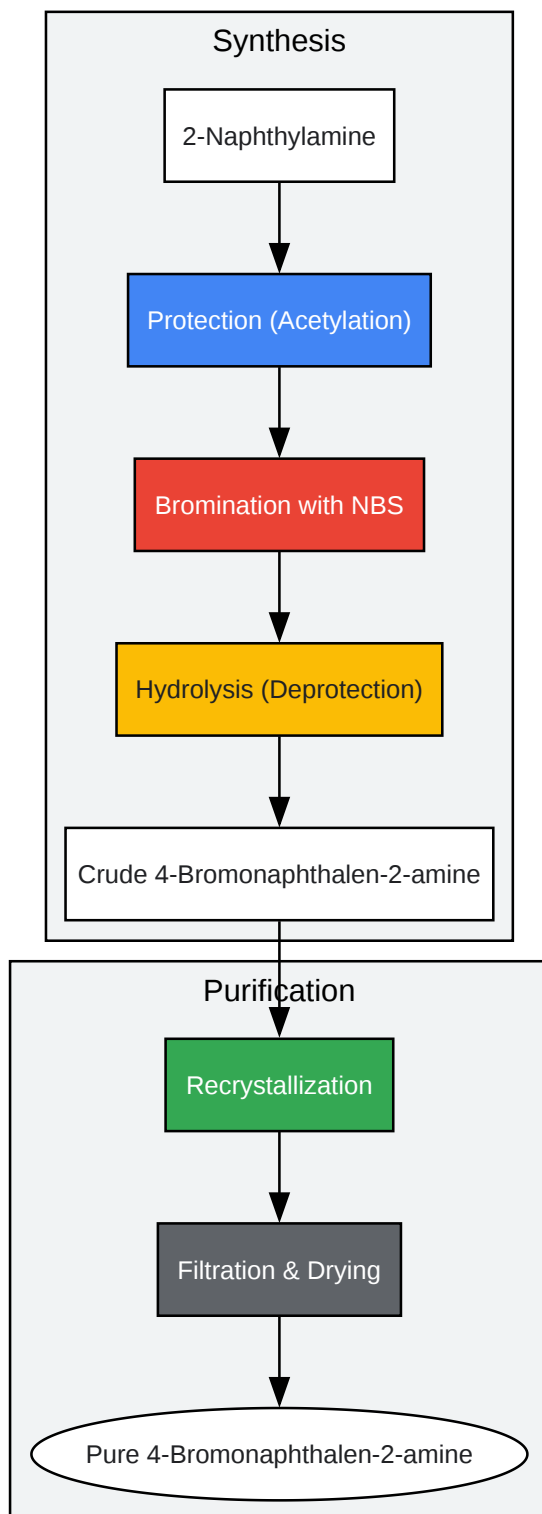 Synthesis
2-Naphthylamine
Protection (Acetylation)
Bromination with NBS
Hydrolysis (Deprotection)
Crude 4-Bromonaphthalen-2-amine
Purification
Recrystallization
Filtration & Drying
Pure 4-Bromonaphthalen-2-amine